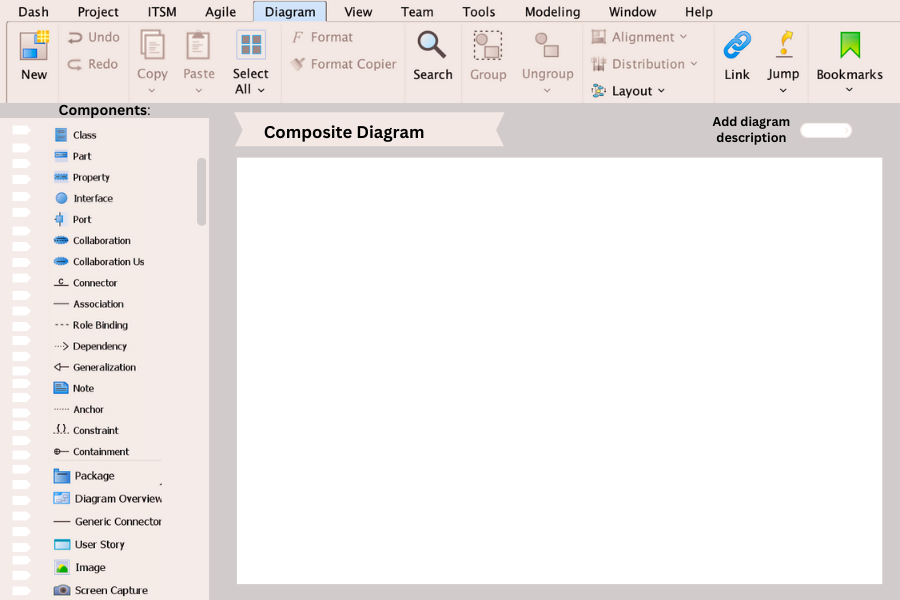 Dash Project ITSM Agile Diagram View Team Tools Modeling Window Help
New
Undo
Redo
Copy
Paste
Select
All
F Format
Format Copier
Search
Group
Ungroup
Alignment
Distribution
Layout
Link
Jump
Bookmarks
Components:
Composite Diagram
Add diagram
description
Class
Part
Property
Interface
Port
Collaboration
Collaboration Us
C Connector
Association
Role Binding
Dependency
Generalization
Note
Anchor
{} Constraint
Containment
Package
Diagram Overview
Generic Connector
User Story
Image
Screen Capture